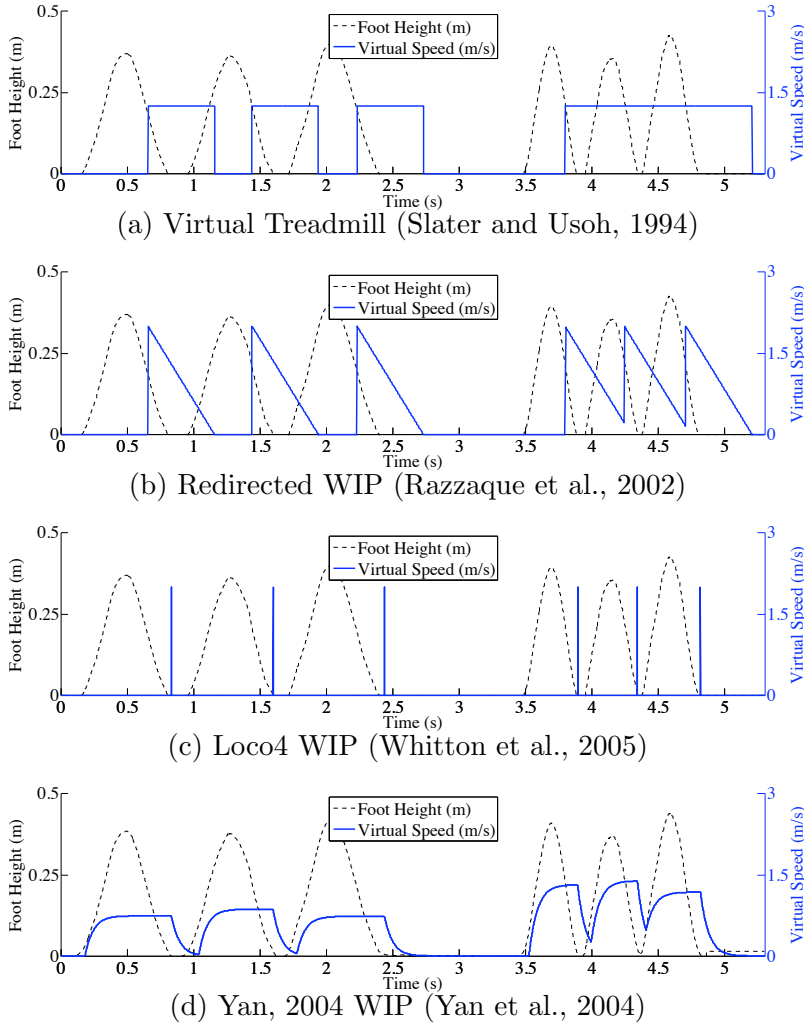 0.5
0.25
0
Foot Height (m)
Foot Height (m)
Virtual Speed (m/s)
3
1.5
0
Virtual Speed (m/s)
0 0.5 1 1.5 2 2.5 3 3.5 4 4.5 5
Time (s)
(a) Virtual Treadmill (Slater and Usoh, 1994)
0.5
0.25
0
Foot Height (m)
Foot Height (m)
Virtual Speed (m/s)
3
1.5
0
Virtual Speed (m/s)
0 0.5 1 1.5 2 2.5 3 3.5 4 4.5 5
Time (s)
(b) Redirected WIP (Razzaque et al., 2002)
0.5
0.25
0
Foot Height (m)
Foot Height (m)
Virtual Speed (m/s)
3
1.5
0
Virtual Speed (m/s)
0 0.5 1 1.5 2 2.5 3 3.5 4 4.5 5
Time (s)
(c) Loco4 WIP (Whitton et al., 2005)
0.5
0.25
0
Foot Height (m)
Foot Height (m)
Virtual Speed (m/s)
3
1.5
0
Virtual Speed (m/s)
0 0.5 1 1.5 2 2.5 3 3.5 4 4.5 5
Time (s)
(d) Yan, 2004 WIP (Yan et al., 2004)